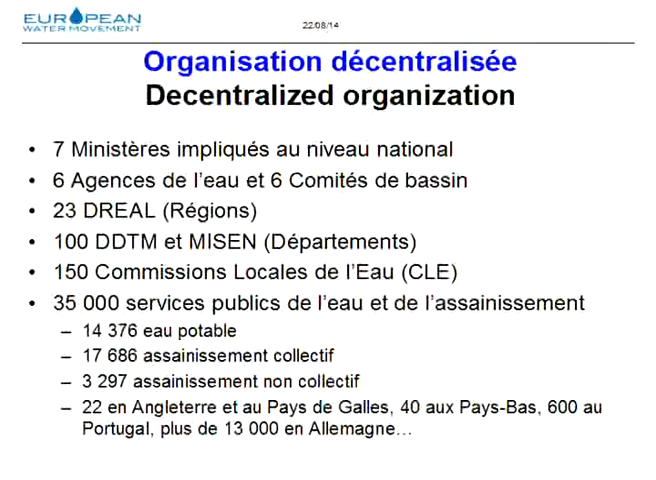 EUROPEAN
WATER MOVEMENT
22/08/14
Organisation décentralisée
Decentralized organization
• 7 Ministères impliqués au niveau national
• 6 Agences de l’eau et 6 Comités de bassin
• 23 DREAL (Régions)
• 100 DDTM et MISEN (Départements)
• 150 Commissions Locales de l’Eau (CLE)
• 35 000 services publics de l’eau et de l’assainissement
– 14 376 eau potable
– 17 686 assainissement collectif
– 3 297 assainissement non collectif
– 22 en Angleterre et au Pays de Galles, 40 aux Pays-Bas, 600 au
Portugal, plus de 13 000 en Allemagne…